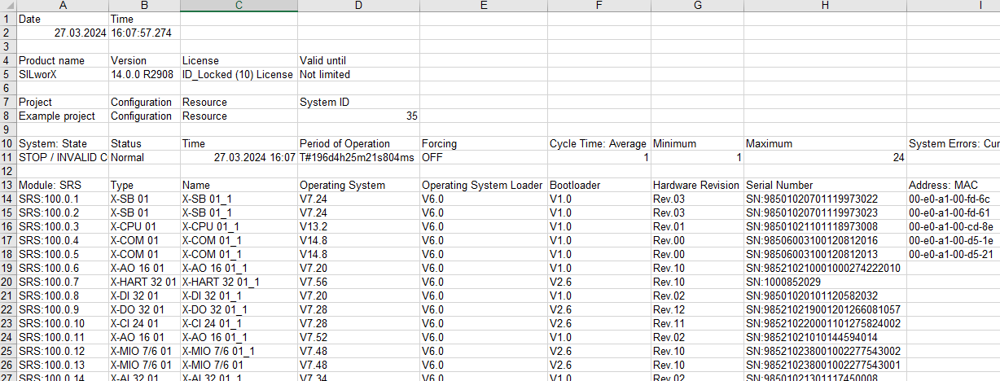 A B C D E F G H I
1 Date Time
2 27.03.2024 16:07:57.274
3
4 Product name Version License Valid until
5 SILworX 14.0.0 R2908 ID_Locked (10) License Not limited
6
7 Project Configuration Resource System ID
8 Example project Configuration Resource 35
9
10 System: State Status Time Period of Operation Forcing Cycle Time: Average Minimum Maximum System Errors: Cur
11 STOP / INVALID C Normal 27.03.2024 16:07 T#196d4h25m21s804ms OFF 1 1 24
12
13 Module: SRS Type Name Operating System Operating System Loader Bootloader Hardware Revision Serial Number Address: MAC
14 SRS:100.0.1 X-SB 01 X-SB 01_1 V7.24 V6.0 V1.0 Rev.03 SN:98501020701119973022 00-e0-a1-00-fd-6c
15 SRS:100.0.2 X-SB 01 X-SB 01_1 V7.24 V6.0 V1.0 Rev.03 SN:98501020701119973023 00-e0-a1-00-fd-61
16 SRS:100.0.3 X-CPU 01 X-CPU 01_1 V13.2 V6.0 V1.0 Rev.01 SN:98501021101118973008 00-e0-a1-00-cd-8e
17 SRS:100.0.4 X-COM 01 X-COM 01_1 V14.8 V6.0 V1.0 Rev.00 SN:98506003100120812016 00-e0-a1-00-d5-1e
18 SRS:100.0.5 X-COM 01 X-COM 01_1 V14.8 V6.0 V1.0 Rev.00 SN:98506003100120812013 00-e0-a1-00-d5-21
19 SRS:100.0.6 X-AO 16 01 X-AO 16 01_1 V7.20 V6.0 V1.0 Rev.10 SN:985210210001000274222010
20 SRS:100.0.7 X-HART 32 01 X-HART 32 01_1 V7.56 V6.0 V2.6 Rev.10 SN:1000852029
21 SRS:100.0.8 X-DI 32 01 X-DI 32 01_1 V7.20 V6.0 V1.0 Rev.02 SN:98501020101120582032
22 SRS:100.0.9 X-DO 32 01 X-DO 32 01_1 V7.28 V6.0 V2.6 Rev.12 SN:985210219001201266081057
23 SRS:100.0.10 X-CI 24 01 X-CI 24 01_1 V7.28 V6.0 V2.6 Rev.11 SN:985210220001101275824002
24 SRS:100.0.11 X-AO 16 01 X-AO 16 01_1 V7.52 V6.0 V1.0 Rev.02 SN:98521021010144594014
25 SRS:100.0.12 X-MIO 7/6 01 X-MIO 7/6 01_1 V7.48 V6.0 V2.6 Rev.10 SN:985210238001002277543002
26 SRS:100.0.13 X-MIO 7/6 01 X-MIO 7/6 01 V7.48 V6.0 V2.6 Rev.10 SN:985210238001002277543001
27 SRS:100.0.14 X-AI 32 01 X-AI 32 01_1 V7.34 V6.0 V1.0 Rev.02 SN:98501021301117450008